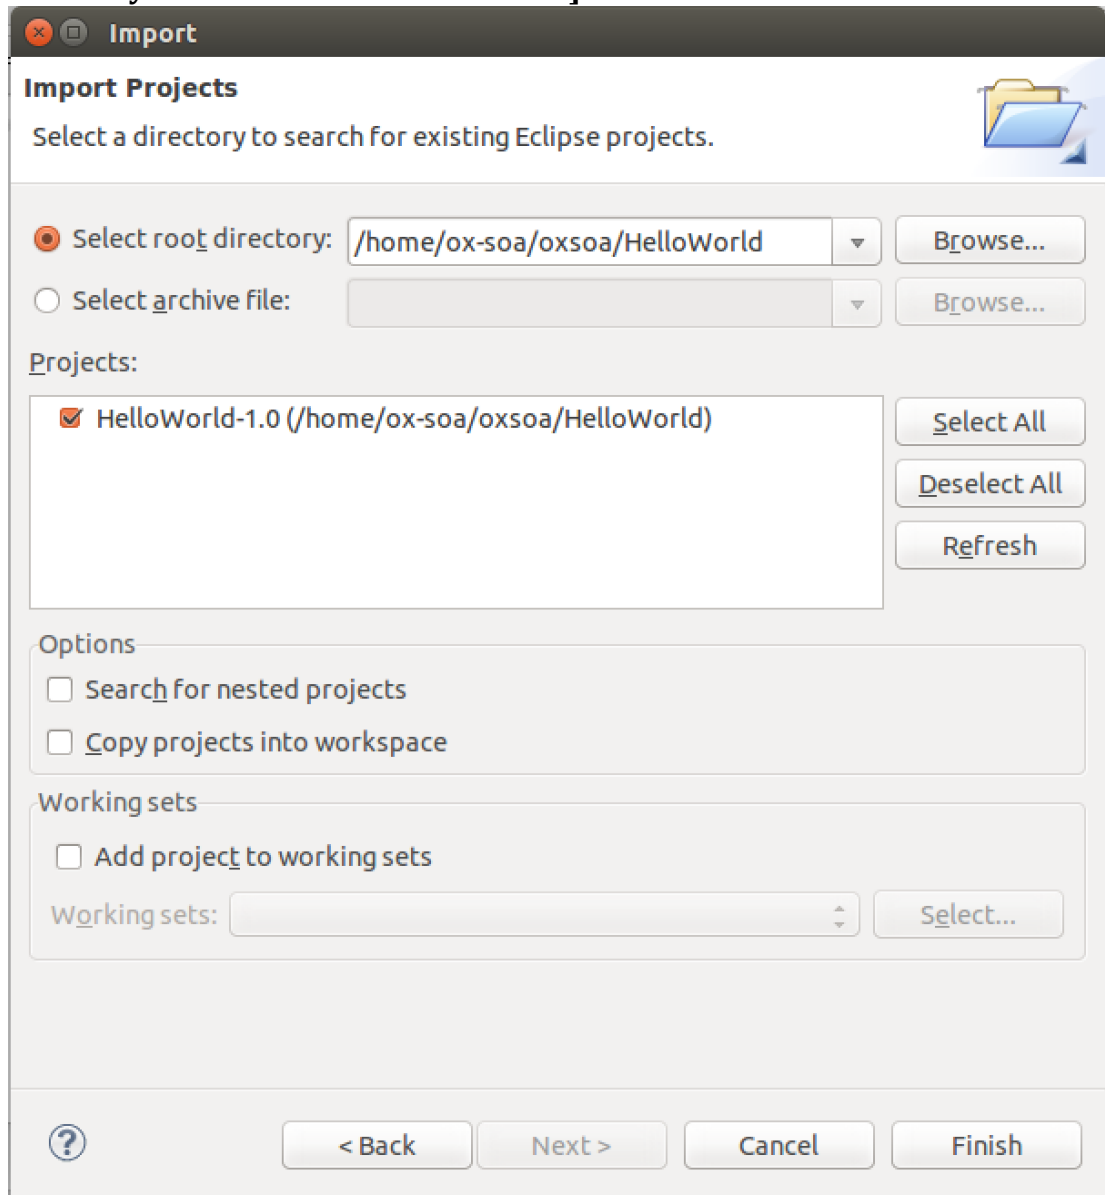 Import
Import Projects
Select a directory to search for existing Eclipse projects.
Select root directory: /home/ox-soa/oxsoa/HelloWorld Browse...
Select archive file: Browse...
Projects:
HelloWorld-1.0 (/home/ox-soa/oxsoa/HelloWorld)
Select All
Deselect All
Refresh
Options
Search for nested projects
Copy projects into workspace
Working sets
Add project to working sets
Working sets: Select...
? < Back Next > Cancel Finish